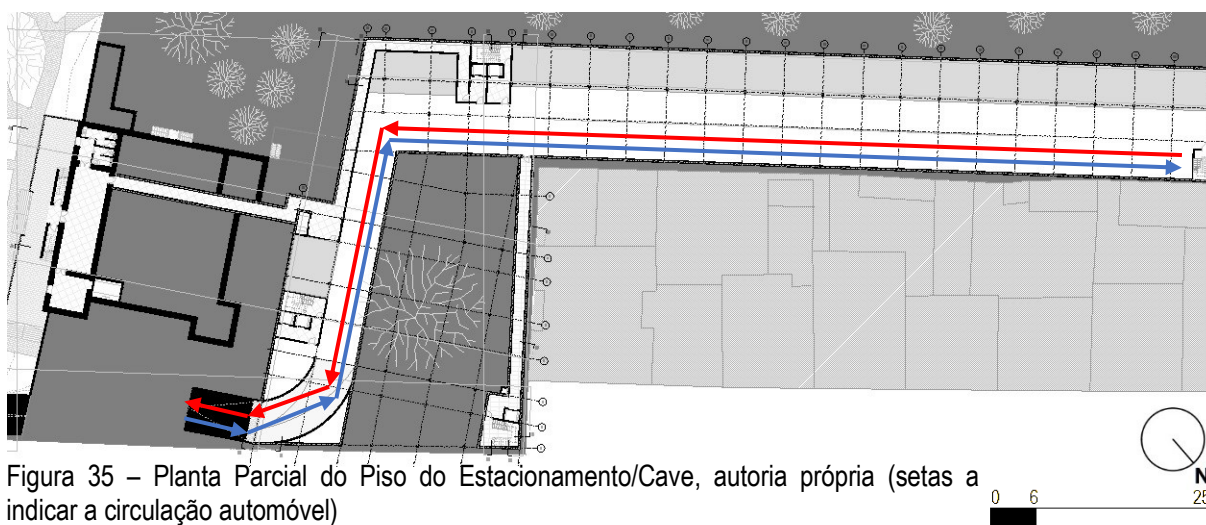 Figura 35 – Planta Parcial do Piso do Estacionamento/Cave, autoria própria (setas a
indicar a circulação automóvel)
N
0 6 25